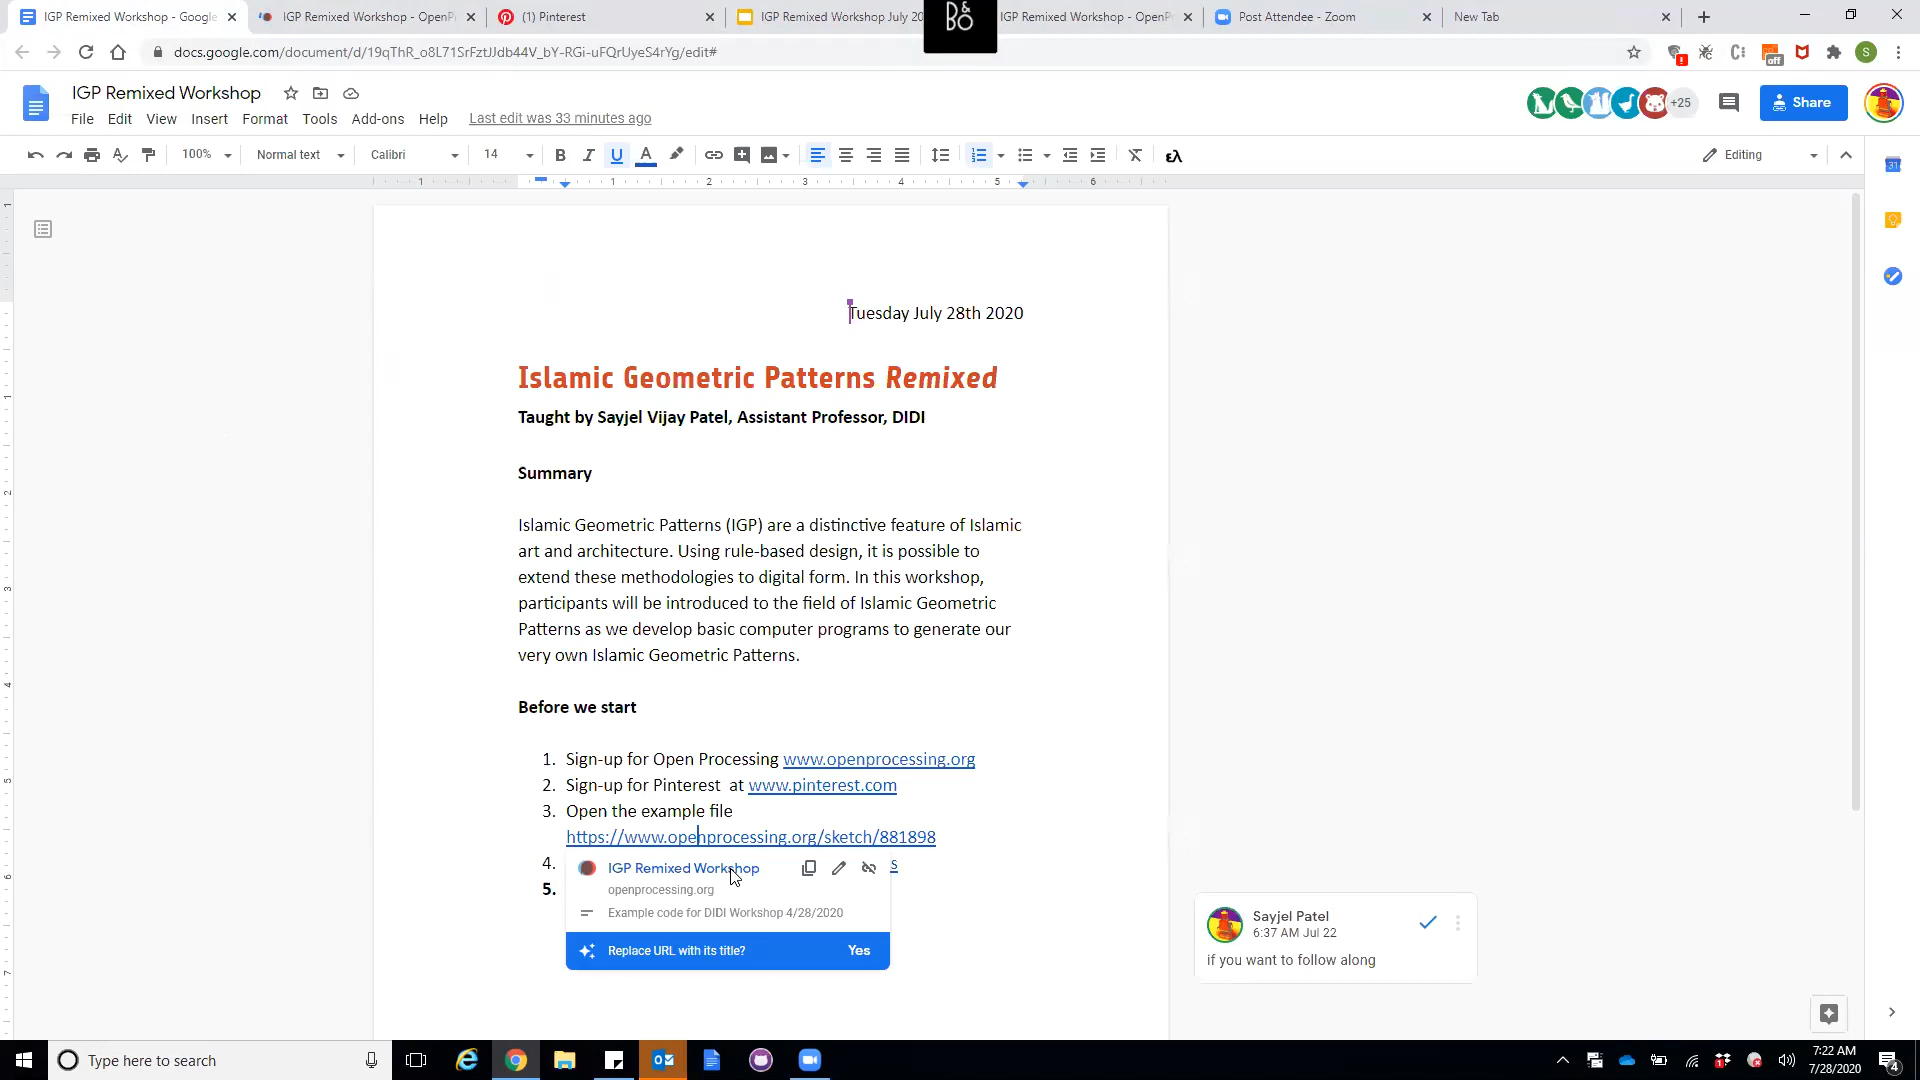 IGP Remixed Workshop - Google
IGP Remixed Workshop - OpenP
(1) Pinterest
IGP Remixed Workshop July 20
IGP Remixed Workshop - OpenP
Post Attendee - Zoom
New Tab
B&O
docs.google.com/document/d/19qThR_o8L71SrFztJJdb44V_bY-RGi-uFQrUyeS4rYg/edit#
off
S
IGP Remixed Workshop
File Edit View Insert Format Tools Add-ons Help Last edit was 33 minutes ago
+25
Share
100% Normal text Calibri 14 B I U A Editing
1 1 2 3 4 5 6
Tuesday July 28th 2020
Islamic Geometric Patterns Remixed
Taught by Sayjel Vijay Patel, Assistant Professor, DIDI
Summary
Islamic Geometric Patterns (IGP) are a distinctive feature of Islamic
art and architecture. Using rule-based design, it is possible to
extend these methodologies to digital form. In this workshop,
participants will be introduced to the field of Islamic Geometric
Patterns as we develop basic computer programs to generate our
very own Islamic Geometric Patterns.
Before we start
1. Sign-up for Open Processing www.openprocessing.org
2. Sign-up for Pinterest  at www.pinterest.com
3. Open the example file
https://www.openprocessing.org/sketch/881898
4. s
5.
IGP Remixed Workshop
openprocessing.org
Example code for DIDI Workshop 4/28/2020
Replace URL with its title? Yes
Sayjel Patel
6:37 AM Jul 22
if you want to follow along
Type here to search
7:22 AM
7/28/2020
4